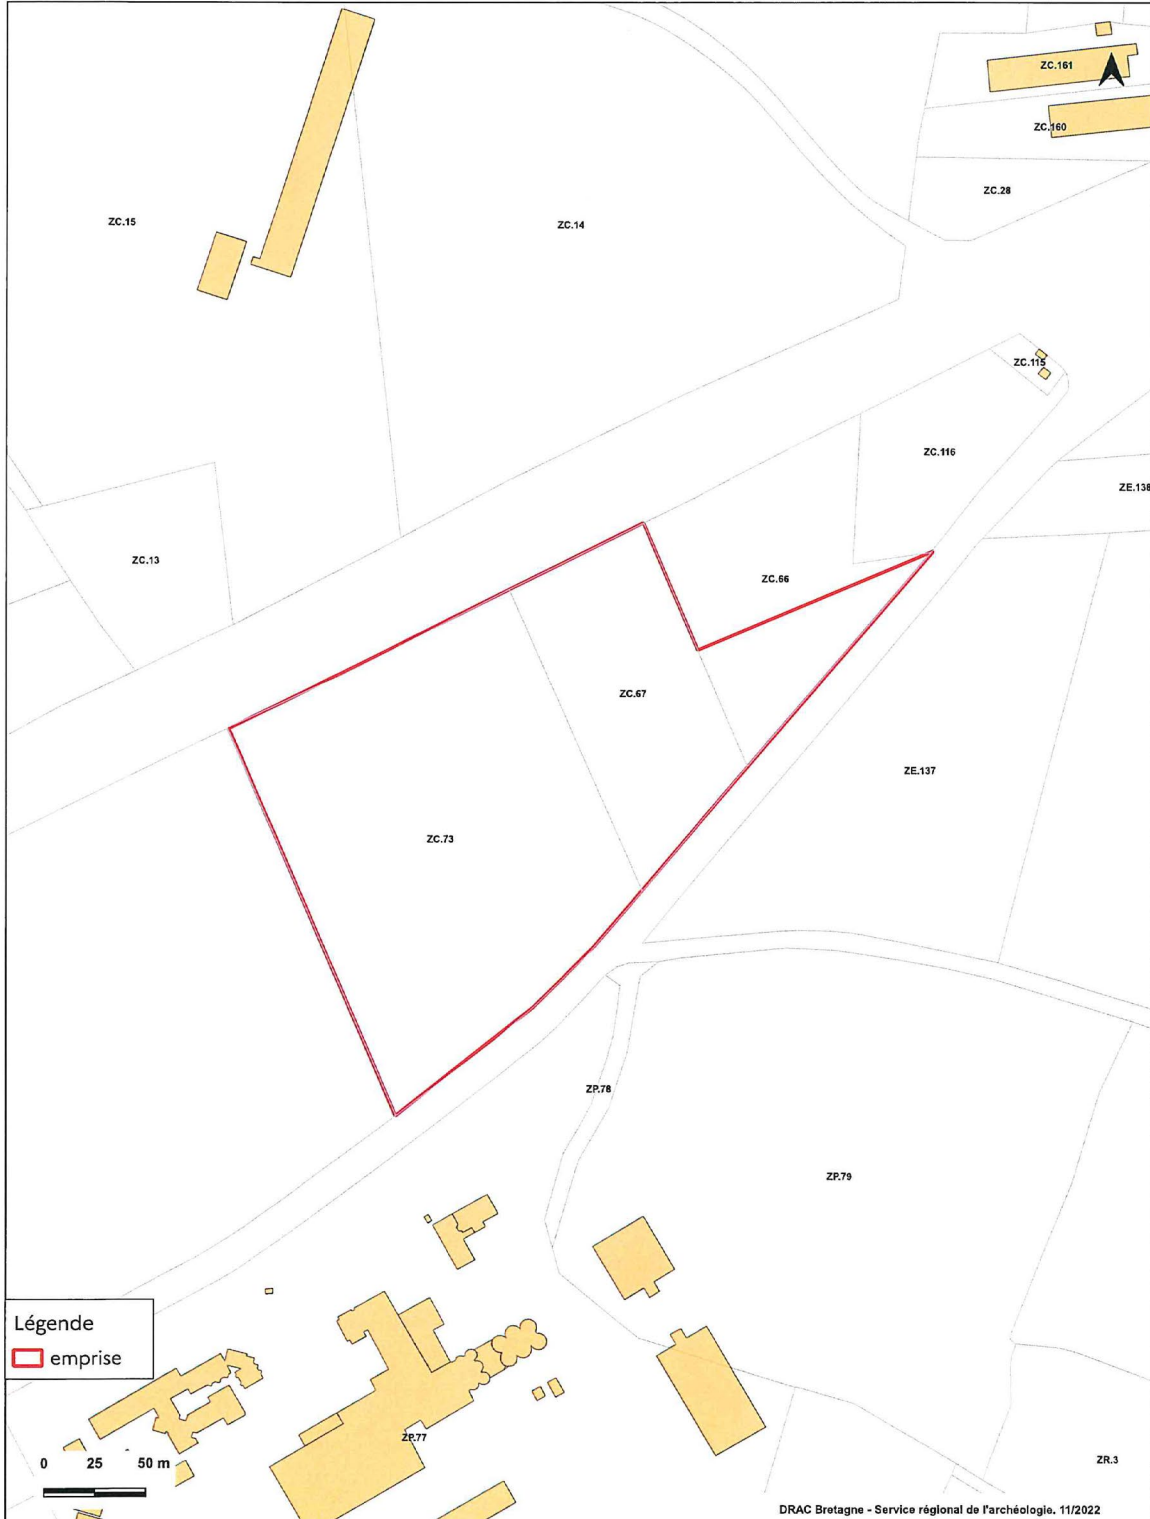 ZC.161
ZC.160
ZC.28
ZC.15
ZC.14
ZC.115
ZC.116
ZE.138
ZC.13
ZC.66
ZC.67
ZE.137
ZC.73
ZP.78
ZP.79
Légende
emprise
ZP.77
0 25 50 m
ZR.3
DRAC Bretagne - Service régional de l'archéologie. 11/2022